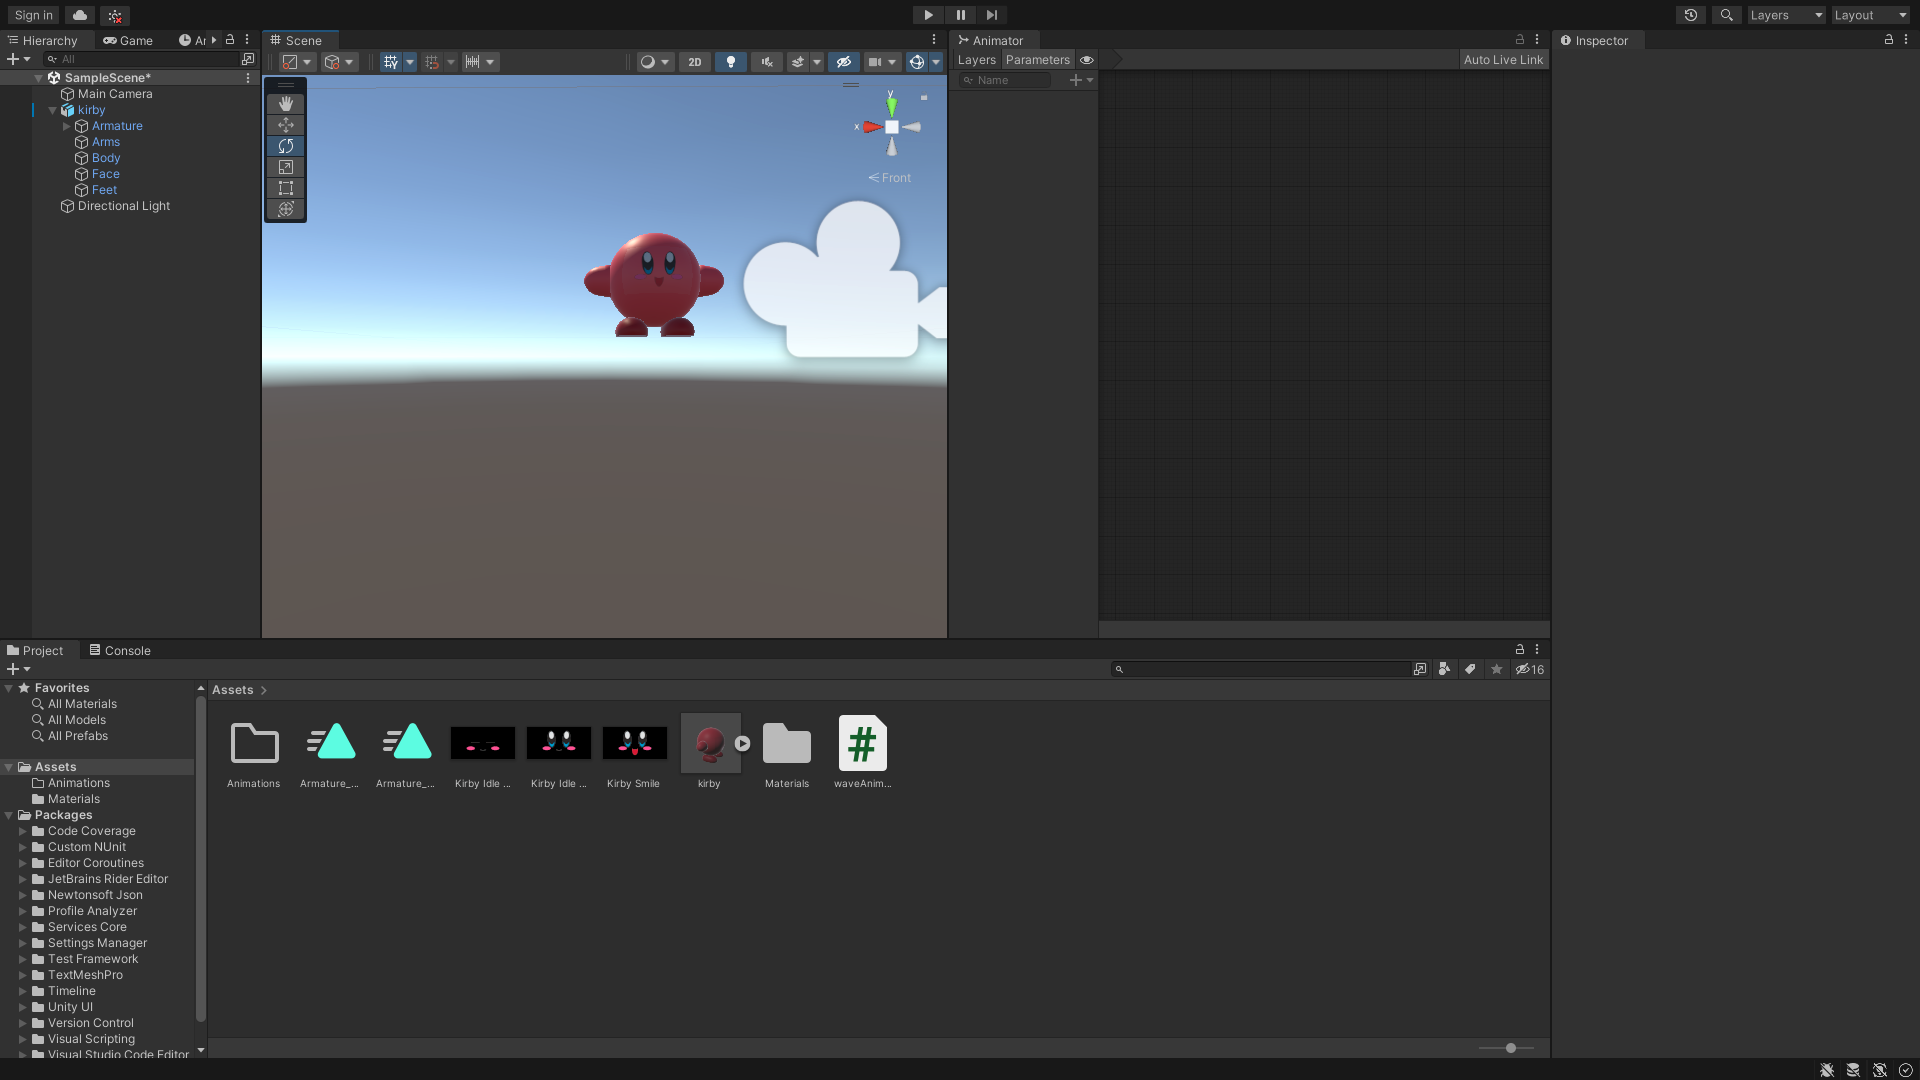 Sign in
Layers
Layout
Hierarchy
Game
Scene
Animator
Inspector
All
2D
Layers
Parameters
Auto Live Link
SampleScene*
Name
Main Camera
kirby
y
Armature
x
Arms
Body
Face
Front
Feet
Directional Light
Project
Console
16
Favorites
Assets
All Materials
All Models
All Prefabs
Assets
Animations
Materials
Packages
Code Coverage
Custom NUnit
Editor Coroutines
JetBrains Rider Editor
Newtonsoft Json
Profile Analyzer
Services Core
Settings Manager
Test Framework
TextMeshPro
Timeline
Unity UI
Version Control
Visual Scripting
Visual Studio Code Editor
#
Animations
Armature_...
Armature_...
Kirby Idle ...
Kirby Idle ...
Kirby Smile
kirby
Materials
waveAnim...